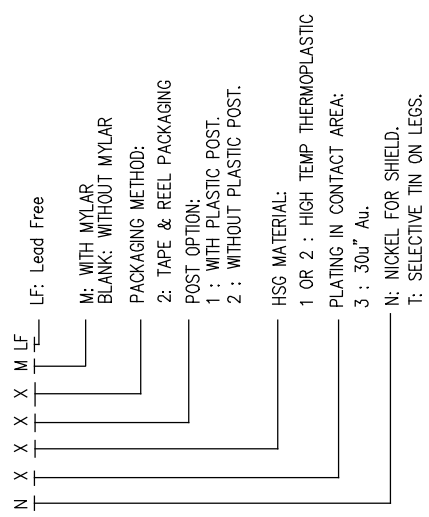 N X X X X M LF
LF: Lead Free
M: WITH MYLAR
BLANK: WITHOUT MYLAR
PACKAGING METHOD:
2: TAPE & REEL PACKAGING
POST OPTION:
1 : WITH PLASTIC POST.
2 : WITHOUT PLASTIC POST.
HSG MATERIAL:
1 OR 2 : HIGH TEMP THERMOPLASTIC
PLATING IN CONTACT AREA:
3 : 30u" Au.
N: NICKEL FOR SHIELD.
T: SELECTIVE TIN ON LEGS.